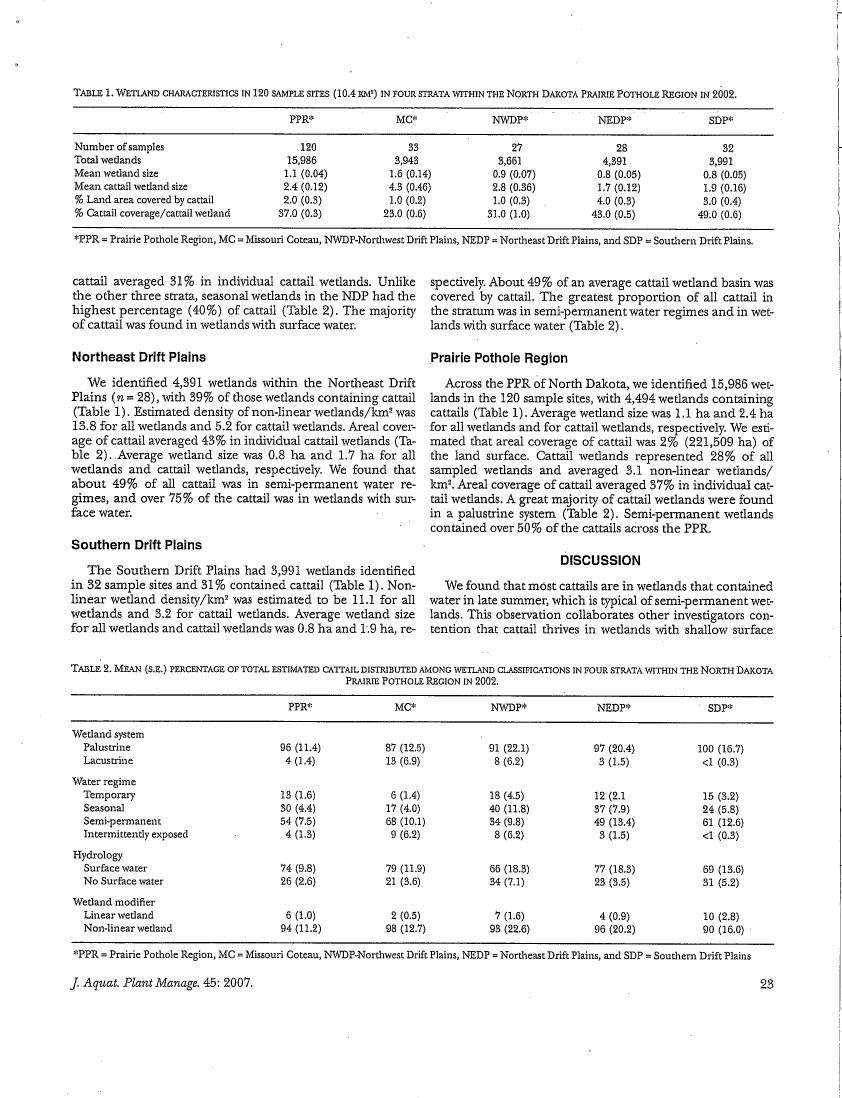 TABLE 1. WETLAND CHARACTERISTICS IN 120 SAMPLE SITES (10.4 KM²) IN FOUR STRATA WITHIN THE NORTH DAKOTA PRAIRIE POTHOLE REGION IN 2002.
PPR* MC* NWDP* NEDP* SDP*
Number of samples 120 33 27 28 32
Total wetlands 15,986 3,943 3,661 4,391 3,991
Mean wetland size 1.1 (0.04) 1.6 (0.14) 0.9 (0.07) 0.8 (0.05) 0.8 (0.05)
Mean cattail wetland size 2.4 (0.12) 4.3 (0.46) 2.8 (0.36) 1.7 (0.12) 1.9 (0.16)
% Land area covered by cattail 2.0 (0.3) 1.0 (0.2) 1.0 (0.3) 4.0 (0.3) 3.0 (0.4)
% Cattail coverage/cattail wetland 37.0 (0.3) 23.0 (0.6) 31.0 (1.0) 43.0 (0.5) 49.0 (0.6)
*PPR = Prairie Pothole Region, MC = Missouri Coteau, NWDP-Northwest Drift Plains, NEDP = Northeast Drift Plains, and SDP = Southern Drift Plains.
cattail averaged 31% in individual cattail wetlands. Unlike
the other three strata, seasonal wetlands in the NDP had the
highest percentage (40%) of cattail (Table 2). The majority
of cattail was found in wetlands with surface water.
Northeast Drift Plains
We identified 4,391 wetlands within the Northeast Drift
Plains (n = 28), with 39% of those wetlands containing cattail
(Table 1). Estimated density of non-linear wetlands/km² was
13.8 for all wetlands and 5.2 for cattail wetlands. Areal cover-
age of cattail averaged 43% in individual cattail wetlands (Ta-
ble 2). Average wetland size was 0.8 ha and 1.7 ha for all
wetlands and cattail wetlands, respectively. We found that
about 49% of all cattail was in semi-permanent water re-
gimes, and over 75% of the cattail was in wetlands with sur-
face water.
Southern Drift Plains
The Southern Drift Plains had 3,991 wetlands identified
in 32 sample sites and 31% contained cattail (Table 1). Non-
linear wetland density/km² was estimated to be 11.1 for all
wetlands and 3.2 for cattail wetlands. Average wetland size
for all wetlands and cattail wetlands was 0.8 ha and 1.9 ha, re-
spectively. About 49% of an average cattail wetland basin was
covered by cattail. The greatest proportion of all cattail in
the stratum was in semi-permanent water regimes and in wet-
lands with surface water (Table 2).
Prairie Pothole Region
Across the PPR of North Dakota, we identified 15,986 wet-
lands in the 120 sample sites, with 4,494 wetlands containing
cattails (Table 1). Average wetland size was 1.1 ha and 2.4 ha
for all wetlands and for cattail wetlands, respectively. We esti-
mated that areal coverage of cattail was 2% (221,509 ha) of
the land surface. Cattail wetlands represented 28% of all
sampled wetlands and averaged 3.1 non-linear wetlands/
km². Areal coverage of cattail averaged 37% in individual cat-
tail wetlands. A great majority of cattail wetlands were found
in a palustrine system (Table 2). Semi-permanent wetlands
contained over 50% of the cattails across the PPR.
DISCUSSION
We found that most cattails are in wetlands that contained
water in late summer, which is typical of semi-permanent wet-
lands. This observation collaborates other investigators con-
tention that cattail thrives in wetlands with shallow surface
TABLE 2. MEAN (S.E.) PERCENTAGE OF TOTAL ESTIMATED CATTAIL DISTRIBUTED AMONG WETLAND CLASSIFICATIONS IN FOUR STRATA WITHIN THE NORTH DAKOTA
PRAIRIE POTHOLE REGION IN 2002.
PPR* MC* NWDP* NEDP* SDP*
Wetland system
Palustrine 96 (11.4) 87 (12.5) 91 (22.1) 97 (20.4) 100 (16.7)
Lacustrine 4 (1.4) 13 (6.9) 8 (6.2) 3 (1.5) <1 (0.3)
Water regime
Temporary 13 (1.6) 6 (1.4) 18 (4.5) 12 (2.1 15 (3.2)
Seasonal 30 (4.4) 17 (4.0) 40 (11.8) 37 (7.9) 24 (5.8)
Semi-permanent 54 (7.5) 68 (10.1) 34 (9.8) 49 (13.4) 61 (12.6)
Intermittently exposed 4 (1.3) 9 (6.2) 8 (6.2) 3 (1.5) <1 (0.3)
Hydrology
Surface water 74 (9.8) 79 (11.9) 66 (18.3) 77 (18.3) 69 (13.6)
No Surface water 26 (2.6) 21 (3.6) 34 (7.1) 23 (3.5) 31 (5.2)
Wetland modifier
Linear wetland 6 (1.0) 2 (0.5) 7 (1.6) 4 (0.9) 10 (2.8)
Non-linear wetland 94 (11.2) 98 (12.7) 93 (22.6) 96 (20.2) 90 (16.0)
*PPR = Prairie Pothole Region, MC = Missouri Coteau, NWDP-Northwest Drift Plains, NEDP = Northeast Drift Plains, and SDP = Southern Drift Plains
J. Aquat. Plant Manage. 45: 2007.
23